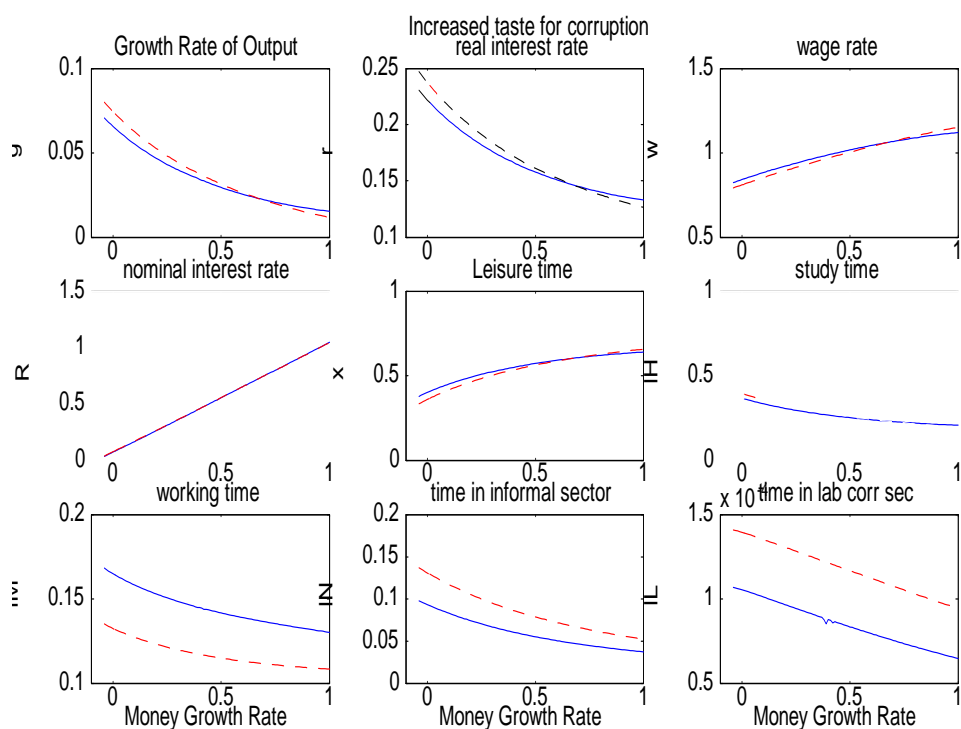 Increased taste for corruption
Growth Rate of Output real interest rate wage rate
0.1 0.25 1.5
0.2
0.05 r w 1
0.15
0 0.1 0.5
0 0.5 1 0 0.5 1 0 0.5 1
nominal interest rate Leisure time study time
1.5 1 1
1
R x 0.5 lH 0.5
0.5
0 0 0
0 0.5 1 0 0.5 1 0 0.5 1
working time time in informal sector time in lab corr sec
x 10
0.2 0.2 1.5
0.15
0.15 lN 0.1 lL 1
0.05
0.1 0 0.5
0 0.5 1 0 0.5 1 0 0.5 1
Money Growth Rate Money Growth Rate Money Growth Rate